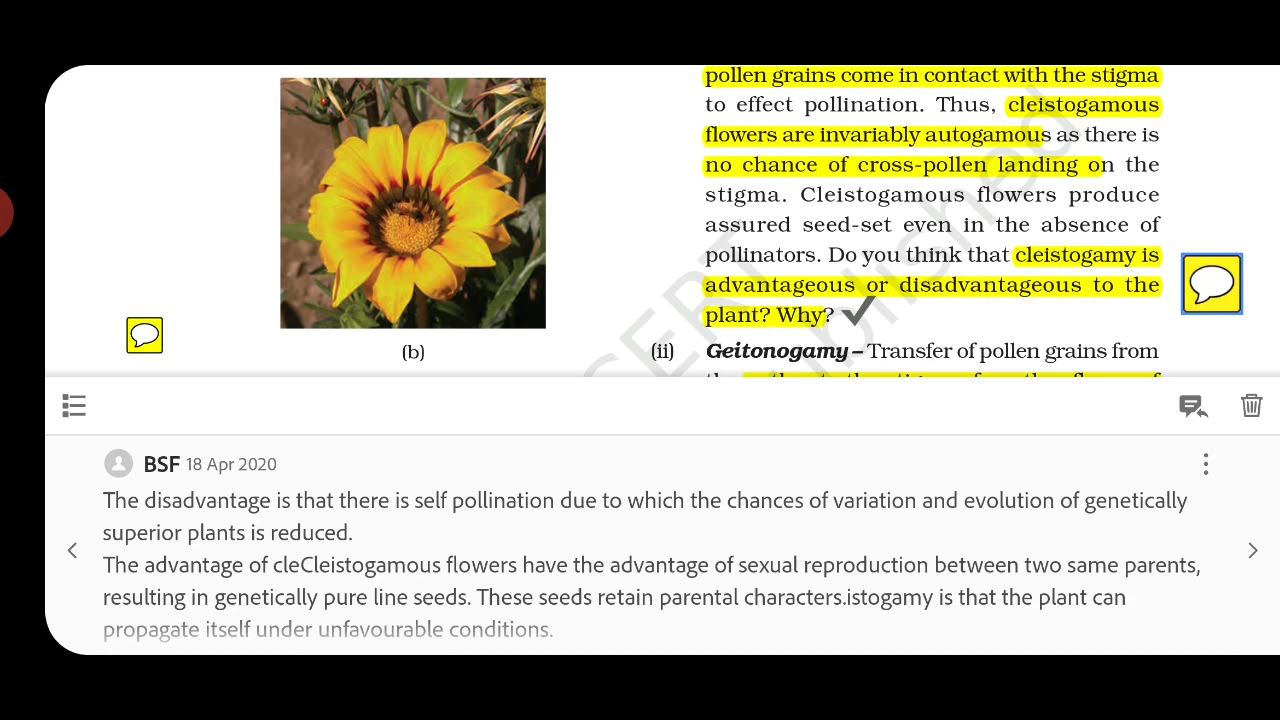 pollen grains come in contact with the stigma
to effect pollination. Thus, cleistogamous
flowers are invariably autogamous as there is
no chance of cross-pollen landing on the
stigma. Cleistogamous flowers produce
assured seed-set even in the absence of
pollinators. Do you think that cleistogamy is
advantageous or disadvantageous to the
plant? Why?
(b)
(ii) Geitonogamy – Transfer of pollen grains from
BSF 18 Apr 2020
The disadvantage is that there is self pollination due to which the chances of variation and evolution of genetically
superior plants is reduced.
The advantage of cleCleistogamous flowers have the advantage of sexual reproduction between two same parents,
resulting in genetically pure line seeds. These seeds retain parental characters.istogamy is that the plant can
propagate itself under unfavourable conditions.